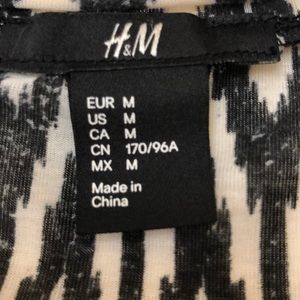 H&M
EUR M
US M
CA M
CN 170/96A
MX M
Made in
China